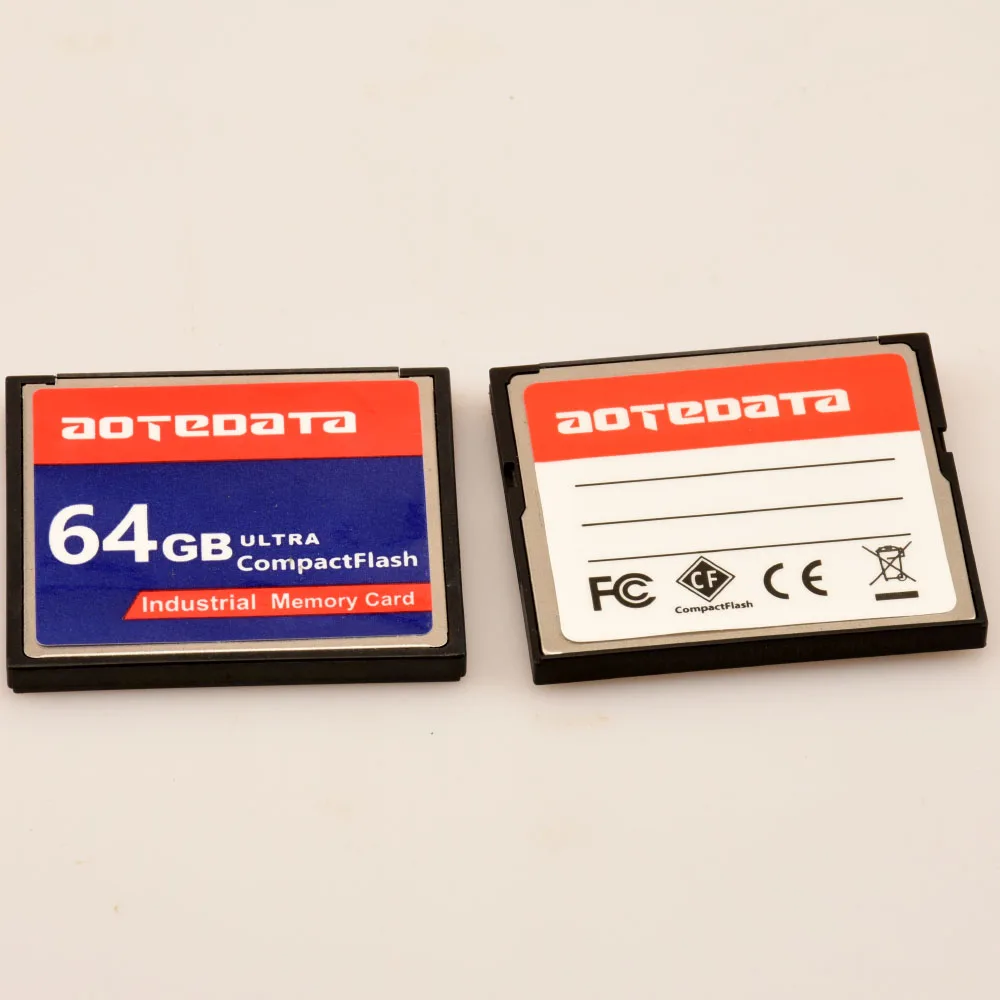 AOTEDATA
64GB ULTRA
CompactFlash
Industrial Memory Card
AOTEDATA
FC CF CE
CompactFlash